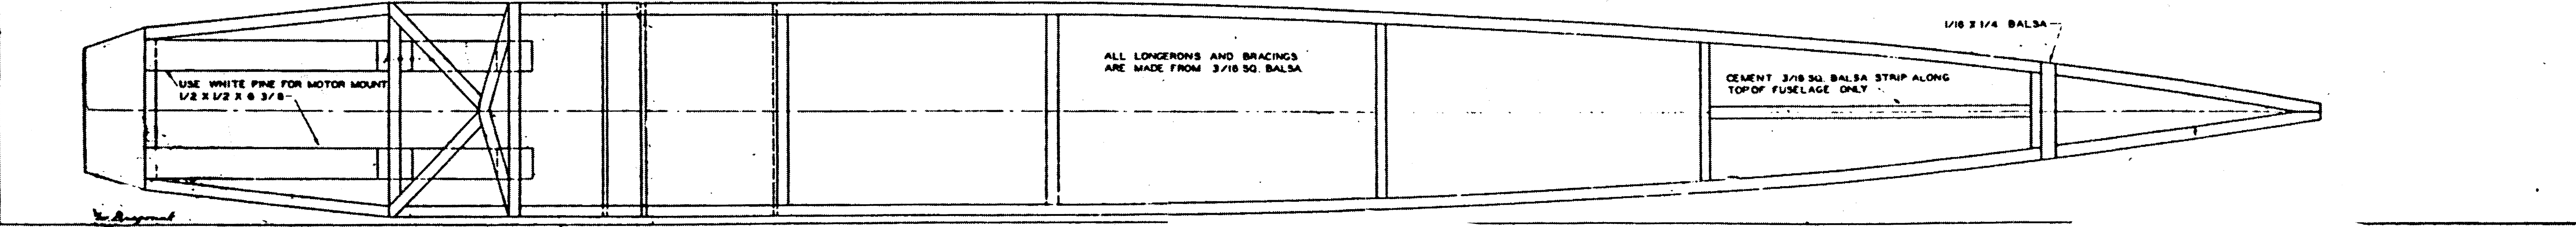 1/16 X 1/4 BALSA
ALL LONGERONS AND BRACINGS
ARE MADE FROM 3/16 SQ. BALSA
CEMENT 3/16 SQ. BALSA STRIP ALONG
TOP OF FUSELAGE ONLY
USE WHITE PINE FOR MOTOR MOUNT
1/2 X 1/2 X 6 3/8